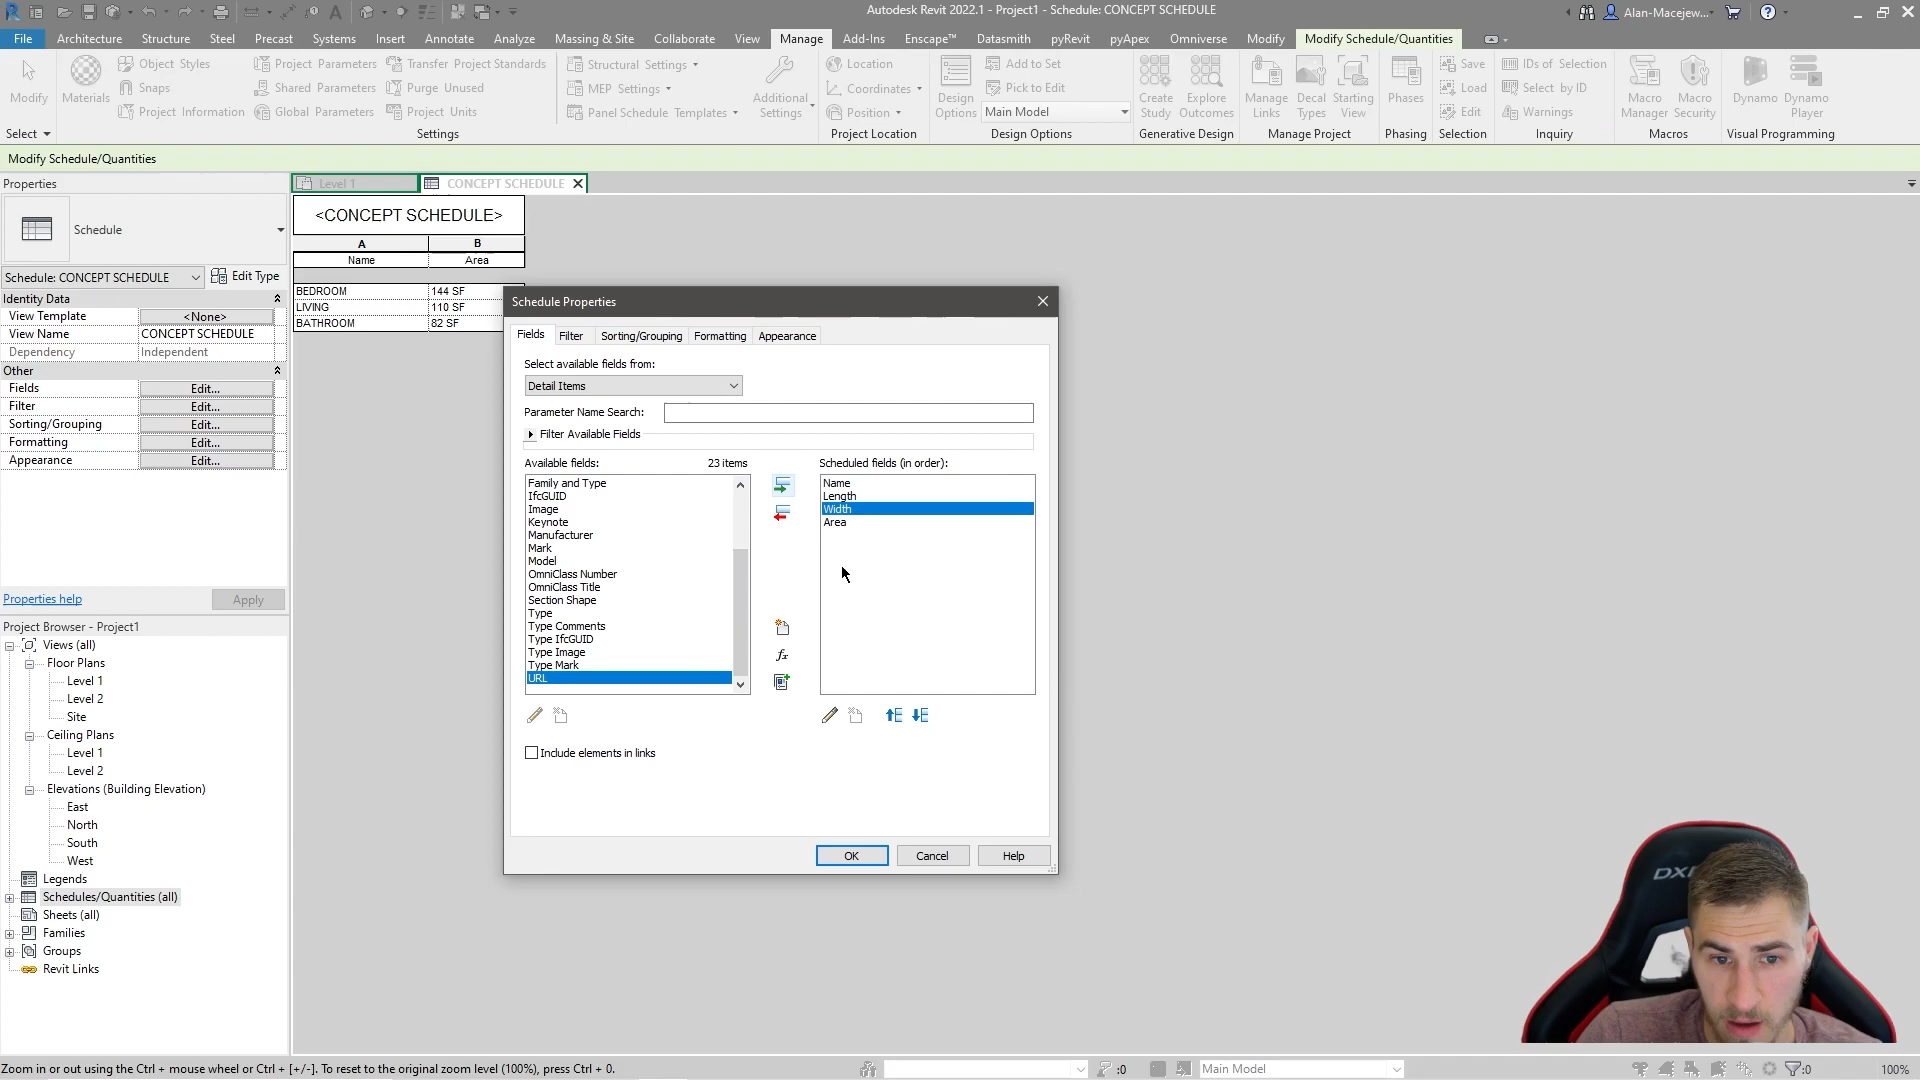 Autodesk Revit 2022.1 - Project1 - Schedule: CONCEPT SCHEDULE
Alan-Macejew...
File Architecture Structure Steel Precast Systems Insert Annotate Analyze Massing & Site Collaborate View Manage Add-Ins Enscape™ Datasmith pyRevit pyApex Omniverse Modify Modify Schedule/Quantities
Modify
Select
Materials
Object Styles
Snaps
Project Information
Project Parameters
Shared Parameters
Global Parameters
Transfer Project Standards
Purge Unused
Project Units
Settings
Structural Settings
MEP Settings
Panel Schedule Templates
Additional Settings
Location
Coordinates
Position
Project Location
Design Options
Add to Set
Pick to Edit
Main Model
Design Options
Create Study
Explore Outcomes
Generative Design
Manage Links
Decal Types
Starting View
Manage Project
Phases
Phasing
Save
Load
Edit
Selection
IDs of Selection
Select by ID
Warnings
Inquiry
Macro Manager
Macro Security
Macros
Dynamo
Dynamo Player
Visual Programming
Modify Schedule/Quantities
Properties
Schedule
Schedule: CONCEPT SCHEDULE
Edit Type
Identity Data
View Template <None>
View Name CONCEPT SCHEDULE
Dependency Independent
Other
Fields Edit...
Filter Edit...
Sorting/Grouping Edit...
Formatting Edit...
Appearance Edit...
Properties help
Apply
Project Browser - Project1
Views (all)
Floor Plans
Level 1
Level 2
Site
Ceiling Plans
Level 1
Level 2
Elevations (Building Elevation)
East
North
South
West
Legends
Schedules/Quantities (all)
Sheets (all)
Families
Groups
Revit Links
Level 1
CONCEPT SCHEDULE
<CONCEPT SCHEDULE>
A B
Name Area
BEDROOM 144 SF
LIVING 110 SF
BATHROOM 82 SF
Schedule Properties
Fields Filter Sorting/Grouping Formatting Appearance
Select available fields from:
Detail Items
Parameter Name Search:
Filter Available Fields
Available fields: 23 items
Family and Type
IfcGUID
Image
Keynote
Manufacturer
Mark
Model
OmniClass Number
OmniClass Title
Section Shape
Type
Type Comments
Type IfcGUID
Type Image
Type Mark
URL
fx
Scheduled fields (in order):
Name
Length
Width
Area
Include elements in links
OK Cancel Help
DXR
Zoom in or out using the Ctrl + mouse wheel or Ctrl + [+/-]. To reset to the original zoom level (100%), press Ctrl + 0.
:0
Main Model
:0
100%